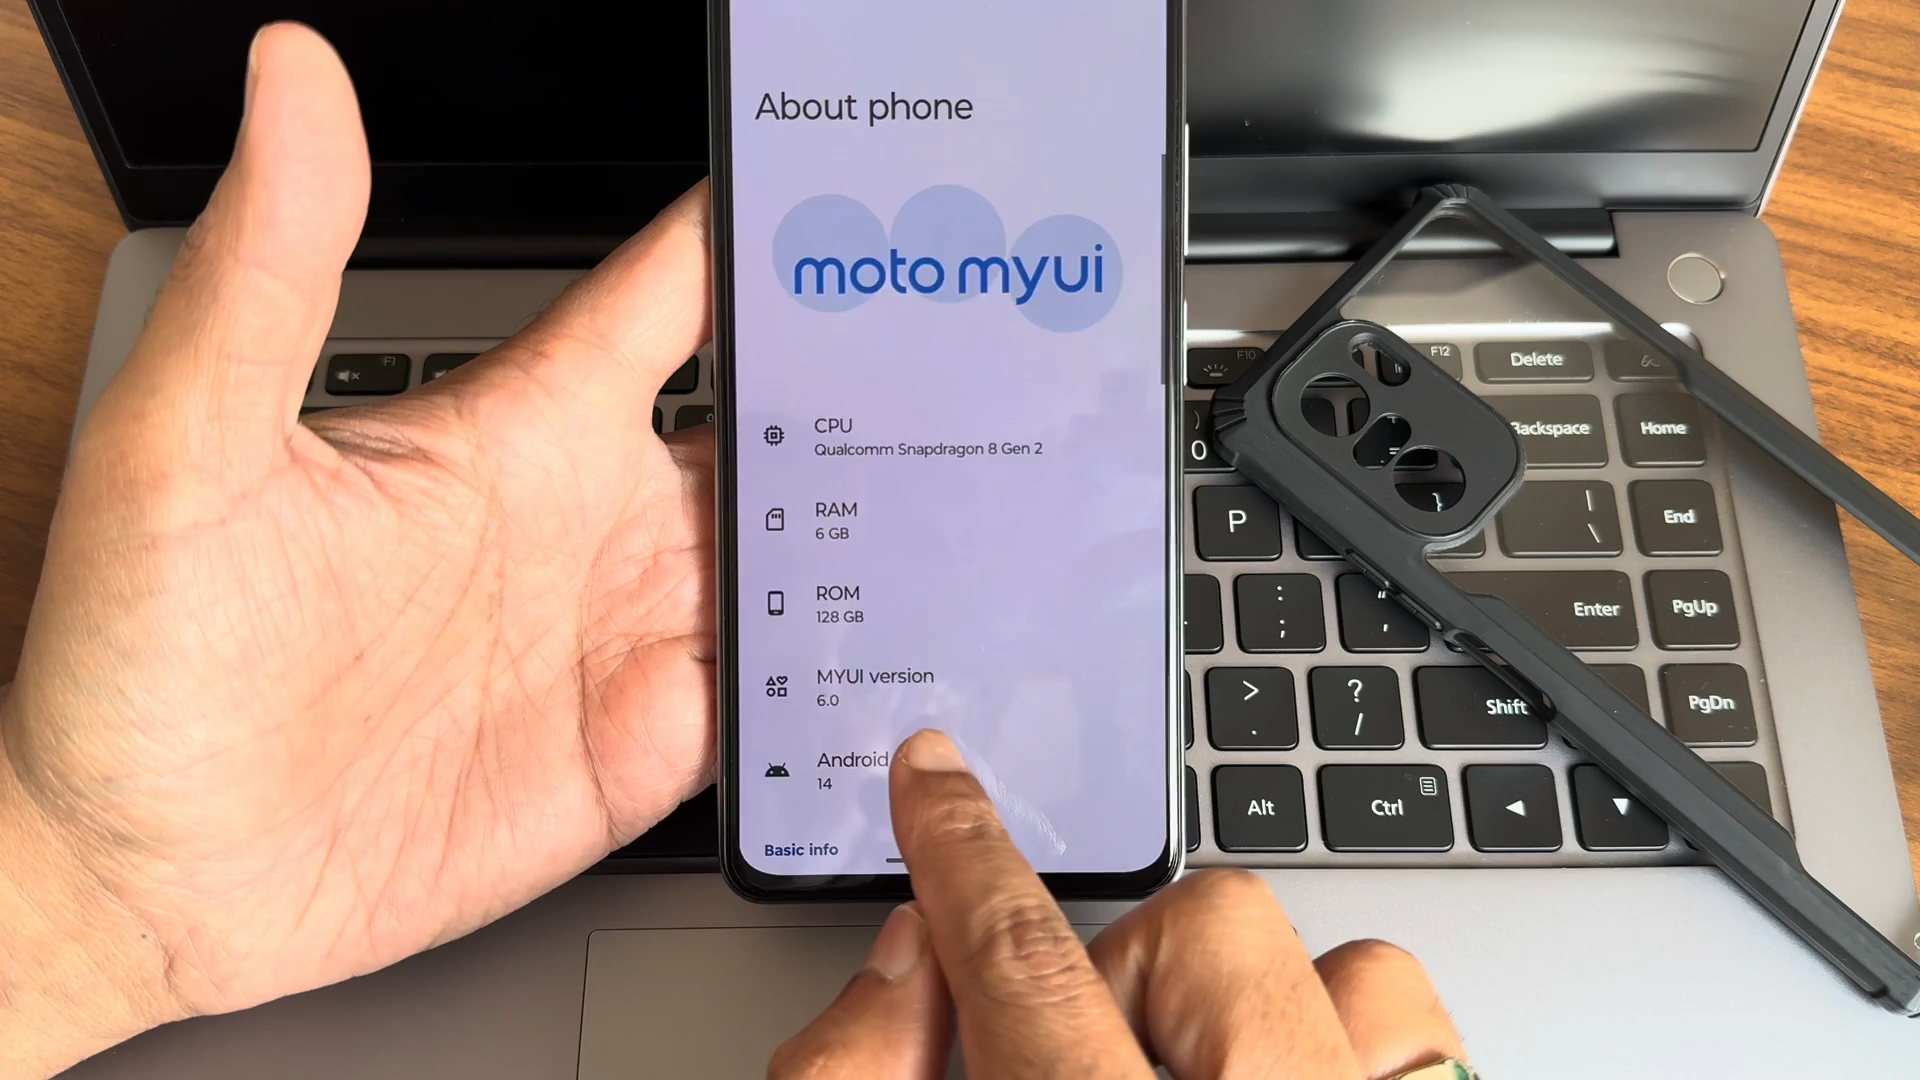 About phone
moto myui
CPU
Qualcomm Snapdragon 8 Gen 2
RAM
6 GB
ROM
128 GB
MYUI version
6.0
Android
14
Basic info
F1
F10
F12
Delete
)
0
Backspace
Home
P
}
|
\
End
:
;
"
'
Enter
PgUp
>
.
?
/
Shift
PgDn
Alt
Ctrl